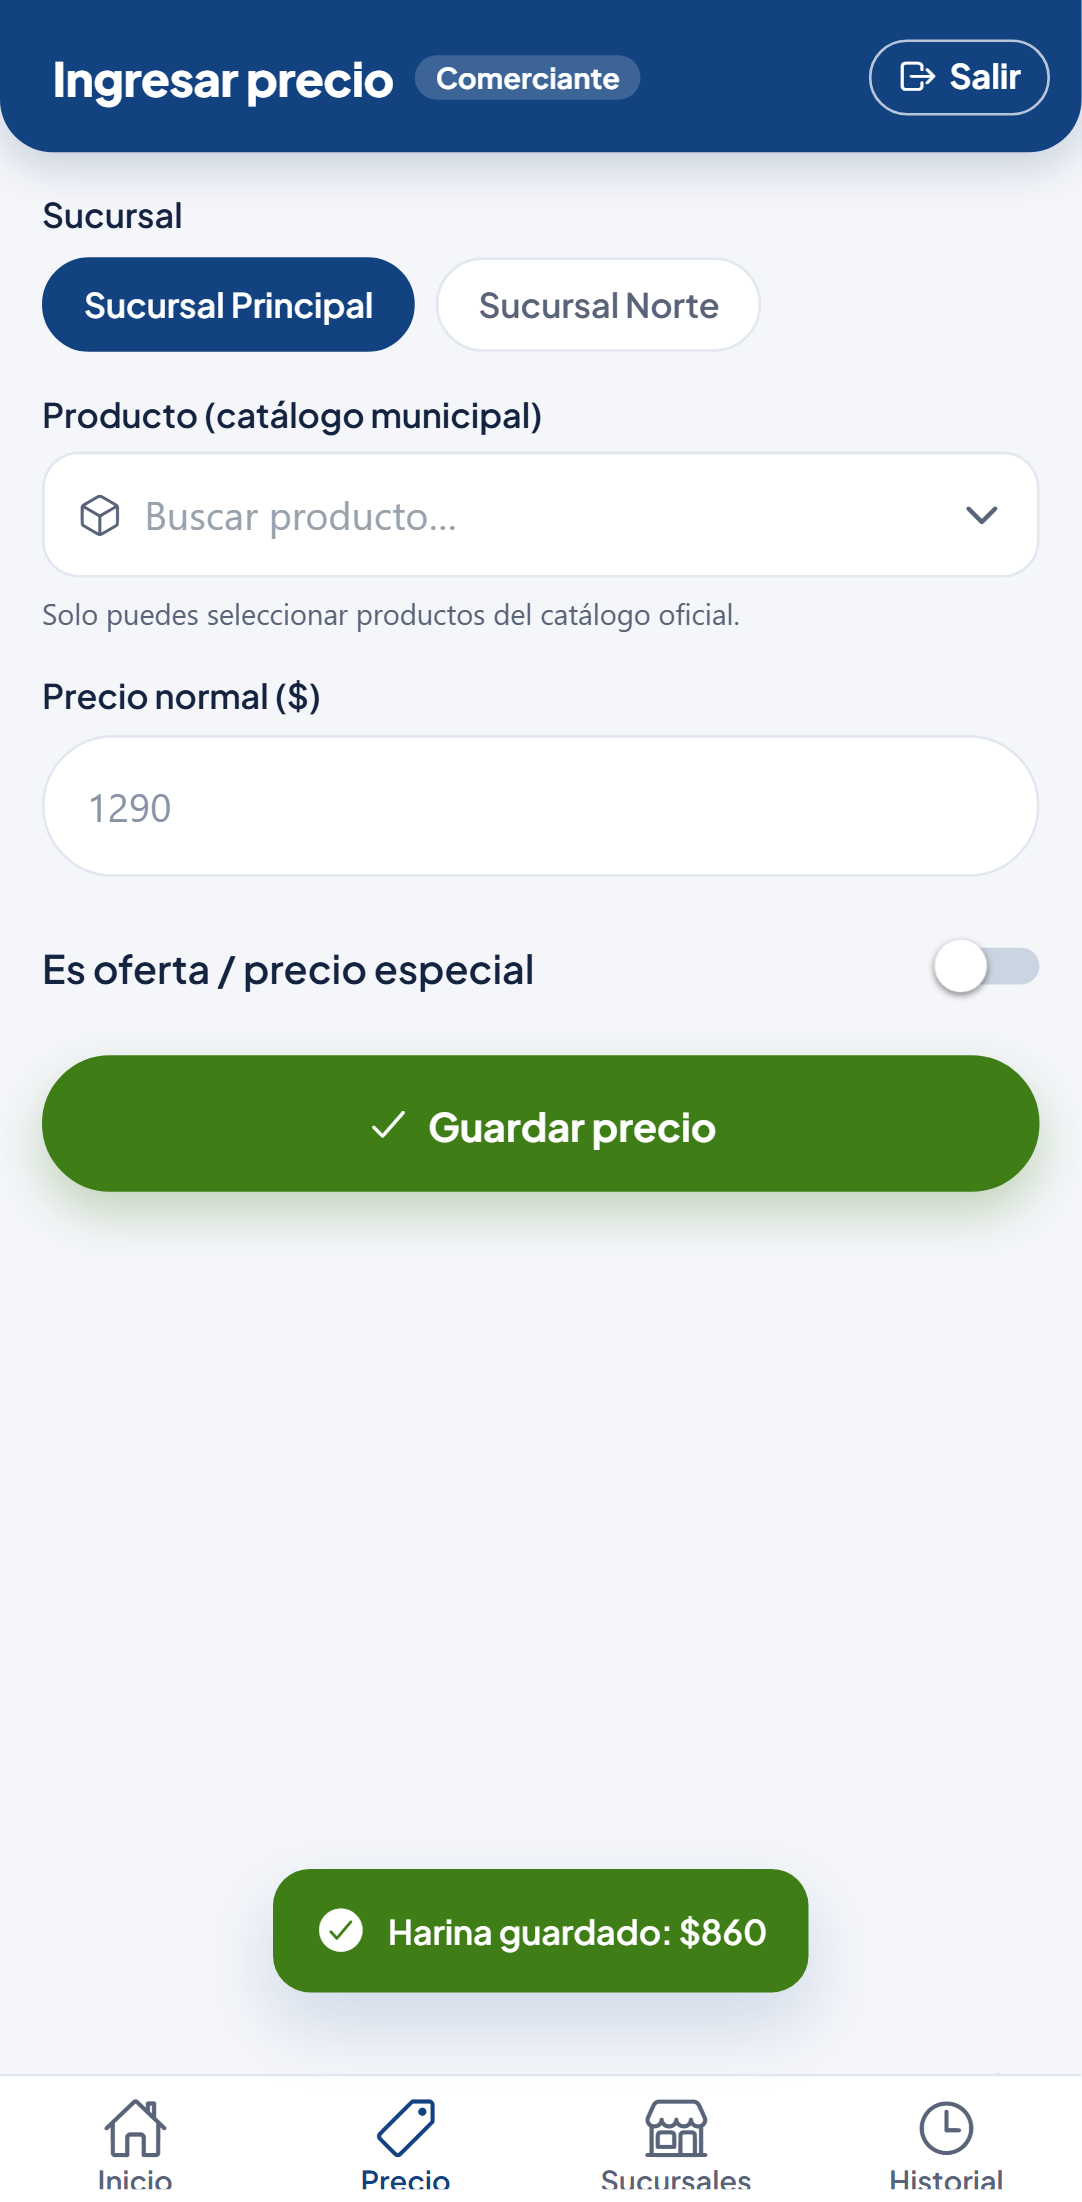 Ingresar precio
Comerciante
Salir
Sucursal
Sucursal Principal
Sucursal Norte
Producto (catálogo municipal)
Buscar producto...
Solo puedes seleccionar productos del catálogo oficial.
Precio normal ($)
1290
Es oferta / precio especial
Guardar precio
Harina guardado: $860
Inicio
Precio
Sucursales
Historial